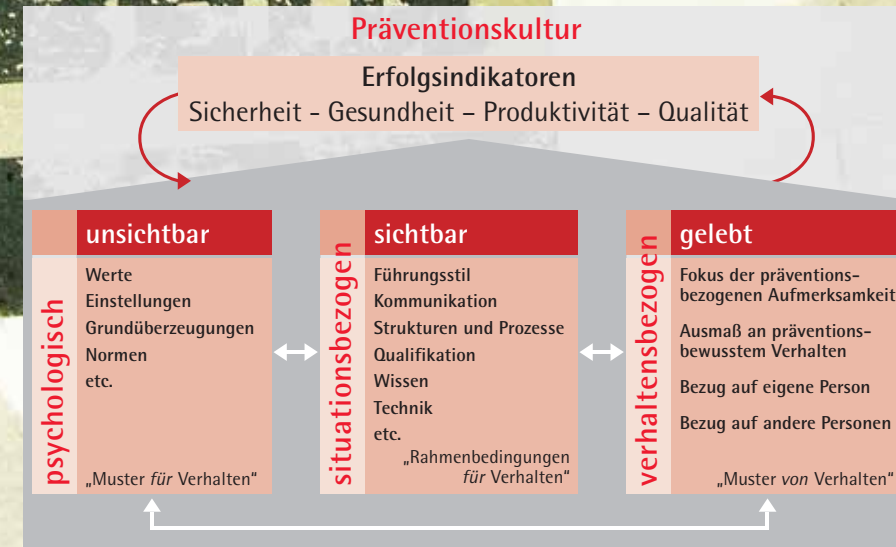 Präventionskultur
Erfolgsindikatoren
Sicherheit - Gesundheit – Produktivität – Qualität
psychologisch
unsichtbar
Werte
Einstellungen
Grundüberzeugungen
Normen
etc.
„Muster für Verhalten“
situationsbezogen
sichtbar
Führungsstil
Kommunikation
Strukturen und Prozesse
Qualifikation
Wissen
Technik
etc.
„Rahmenbedingungen
für Verhalten“
verhaltensbezogen
gelebt
Fokus der präventions-
bezogenen Aufmerksamkeit
Ausmaß an präventions-
bewusstem Verhalten
Bezug auf eigene Person
Bezug auf andere Personen
„Muster von Verhalten“